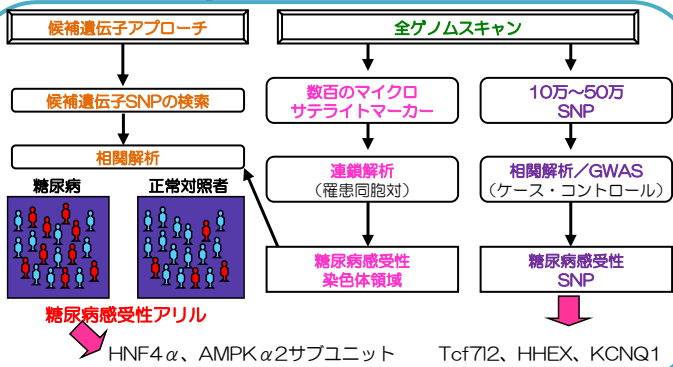 候補遺伝子アプローチ
候補遺伝子SNPの検索
相関解析
糖尿病
正常対照者
糖尿病感受性アリル
HNF4α、AMPKα2サブユニット
全ゲノムスキャン
数百のマイクロ
サテライトマーカー
連鎖解析
（罹患同胞対）
糖尿病感受性
染色体領域
10万～50万
SNP
相関解析／GWAS
（ケース・コントロール）
糖尿病感受性
SNP
Tcf7l2、HHEX、KCNQ1